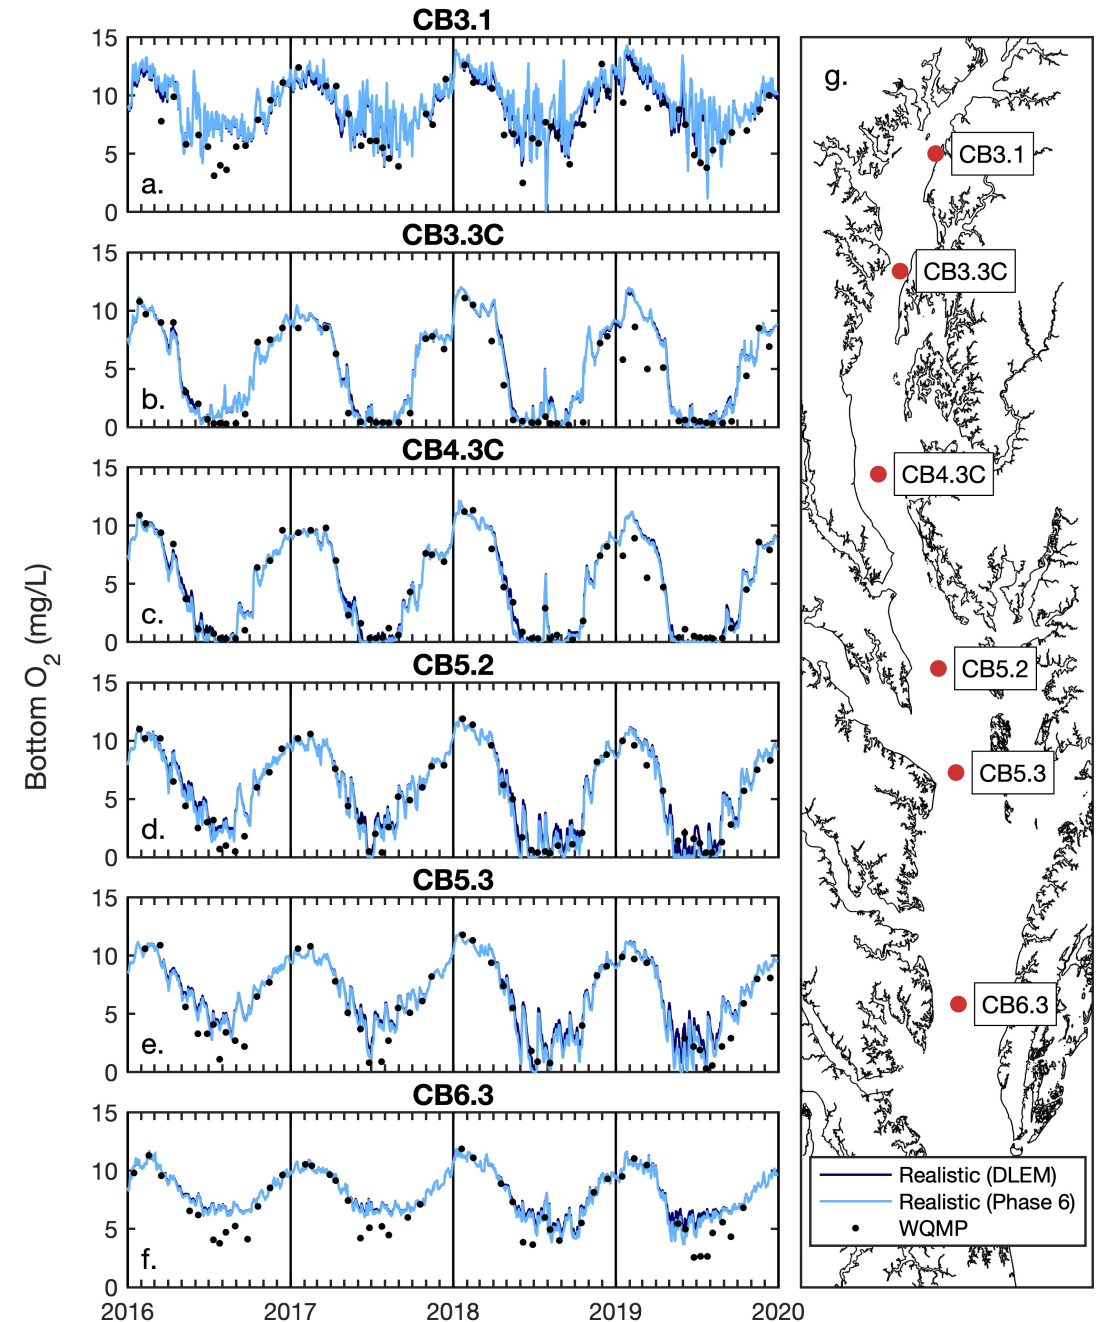 CB3.1
15
10
5
0
a.
CB3.3C
15
10
5
0
b.
CB4.3C
15
10
5
0
c.
CB5.2
15
10
5
0
d.
CB5.3
15
10
5
0
e.
CB6.3
15
10
5
0
f.
2016 2017 2018 2019 2020
Bottom O2 (mg/L)
g.
CB3.1
CB3.3C
CB4.3C
CB5.2
CB5.3
CB6.3
Realistic (DLEM)
Realistic (Phase 6)
WQMP